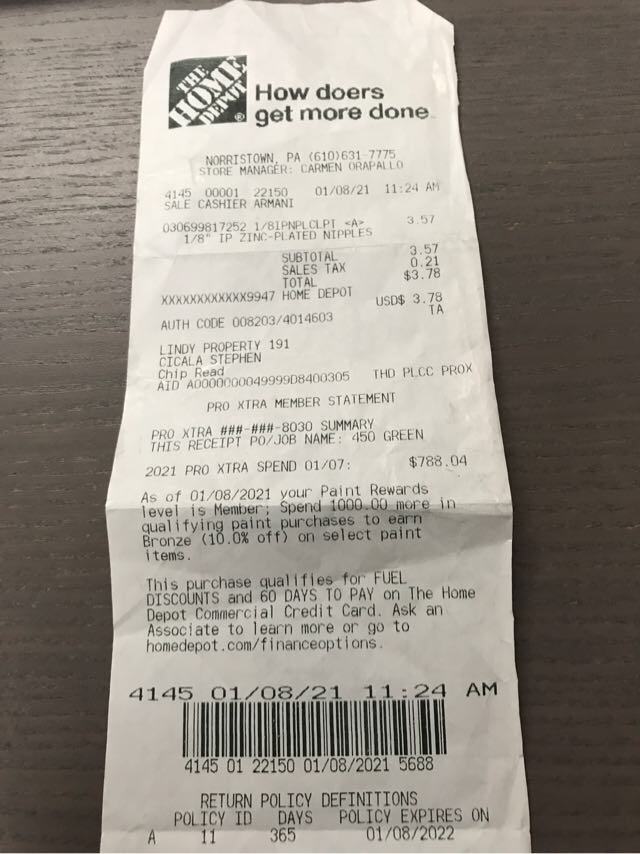 THE
HOME
DEPOT
How doers
get more done
NORRISTOWN, PA (610)631-7775
STORE MANAGER: CARMEN ORAPALLO
4145 00001 22150 01/08/21 11:24 AM
SALE CASHIER ARMANI
030699817252 1/8IPNPLCLPT <A> 3.57
1/8" IP ZINC-PLATED NIPPLES
SUBTOTAL 3.57
SALES TAX 0.21
TOTAL $3.78
XXXXXXXXXXXX9947 HOME DEPOT
USD$ 3.78
AUTH CODE 008203/4014603 TA
LINDY PROPERTY 191
CICALA STEPHEN
Chip Read
AID A0000000049999D8400305 THD PLCC PROX
PRO XTRA MEMBER STATEMENT
PRO XTRA ###-###-8030 SUMMARY
THIS RECEIPT PO/JOB NAME: 450 GREEN
2021 PRO XTRA SPEND 01/07: $788.04
As of 01/08/2021 your Paint Rewards
level is Member; Spend 1000.00 more in
qualifying paint purchases to earn
Bronze (10.0% off) on select paint
items.
This purchase qualifies for FUEL
DISCOUNTS and 60 DAYS TO PAY on The Home
Depot Commercial Credit Card. Ask an
Associate to learn more or go to
homedepot.com/financeoptions.
4145 01/08/21 11:24 AM
4145 01 22150 01/08/2021 5688
RETURN POLICY DEFINITIONS
POLICY ID DAYS POLICY EXPIRES ON
A 11 365 01/08/2022